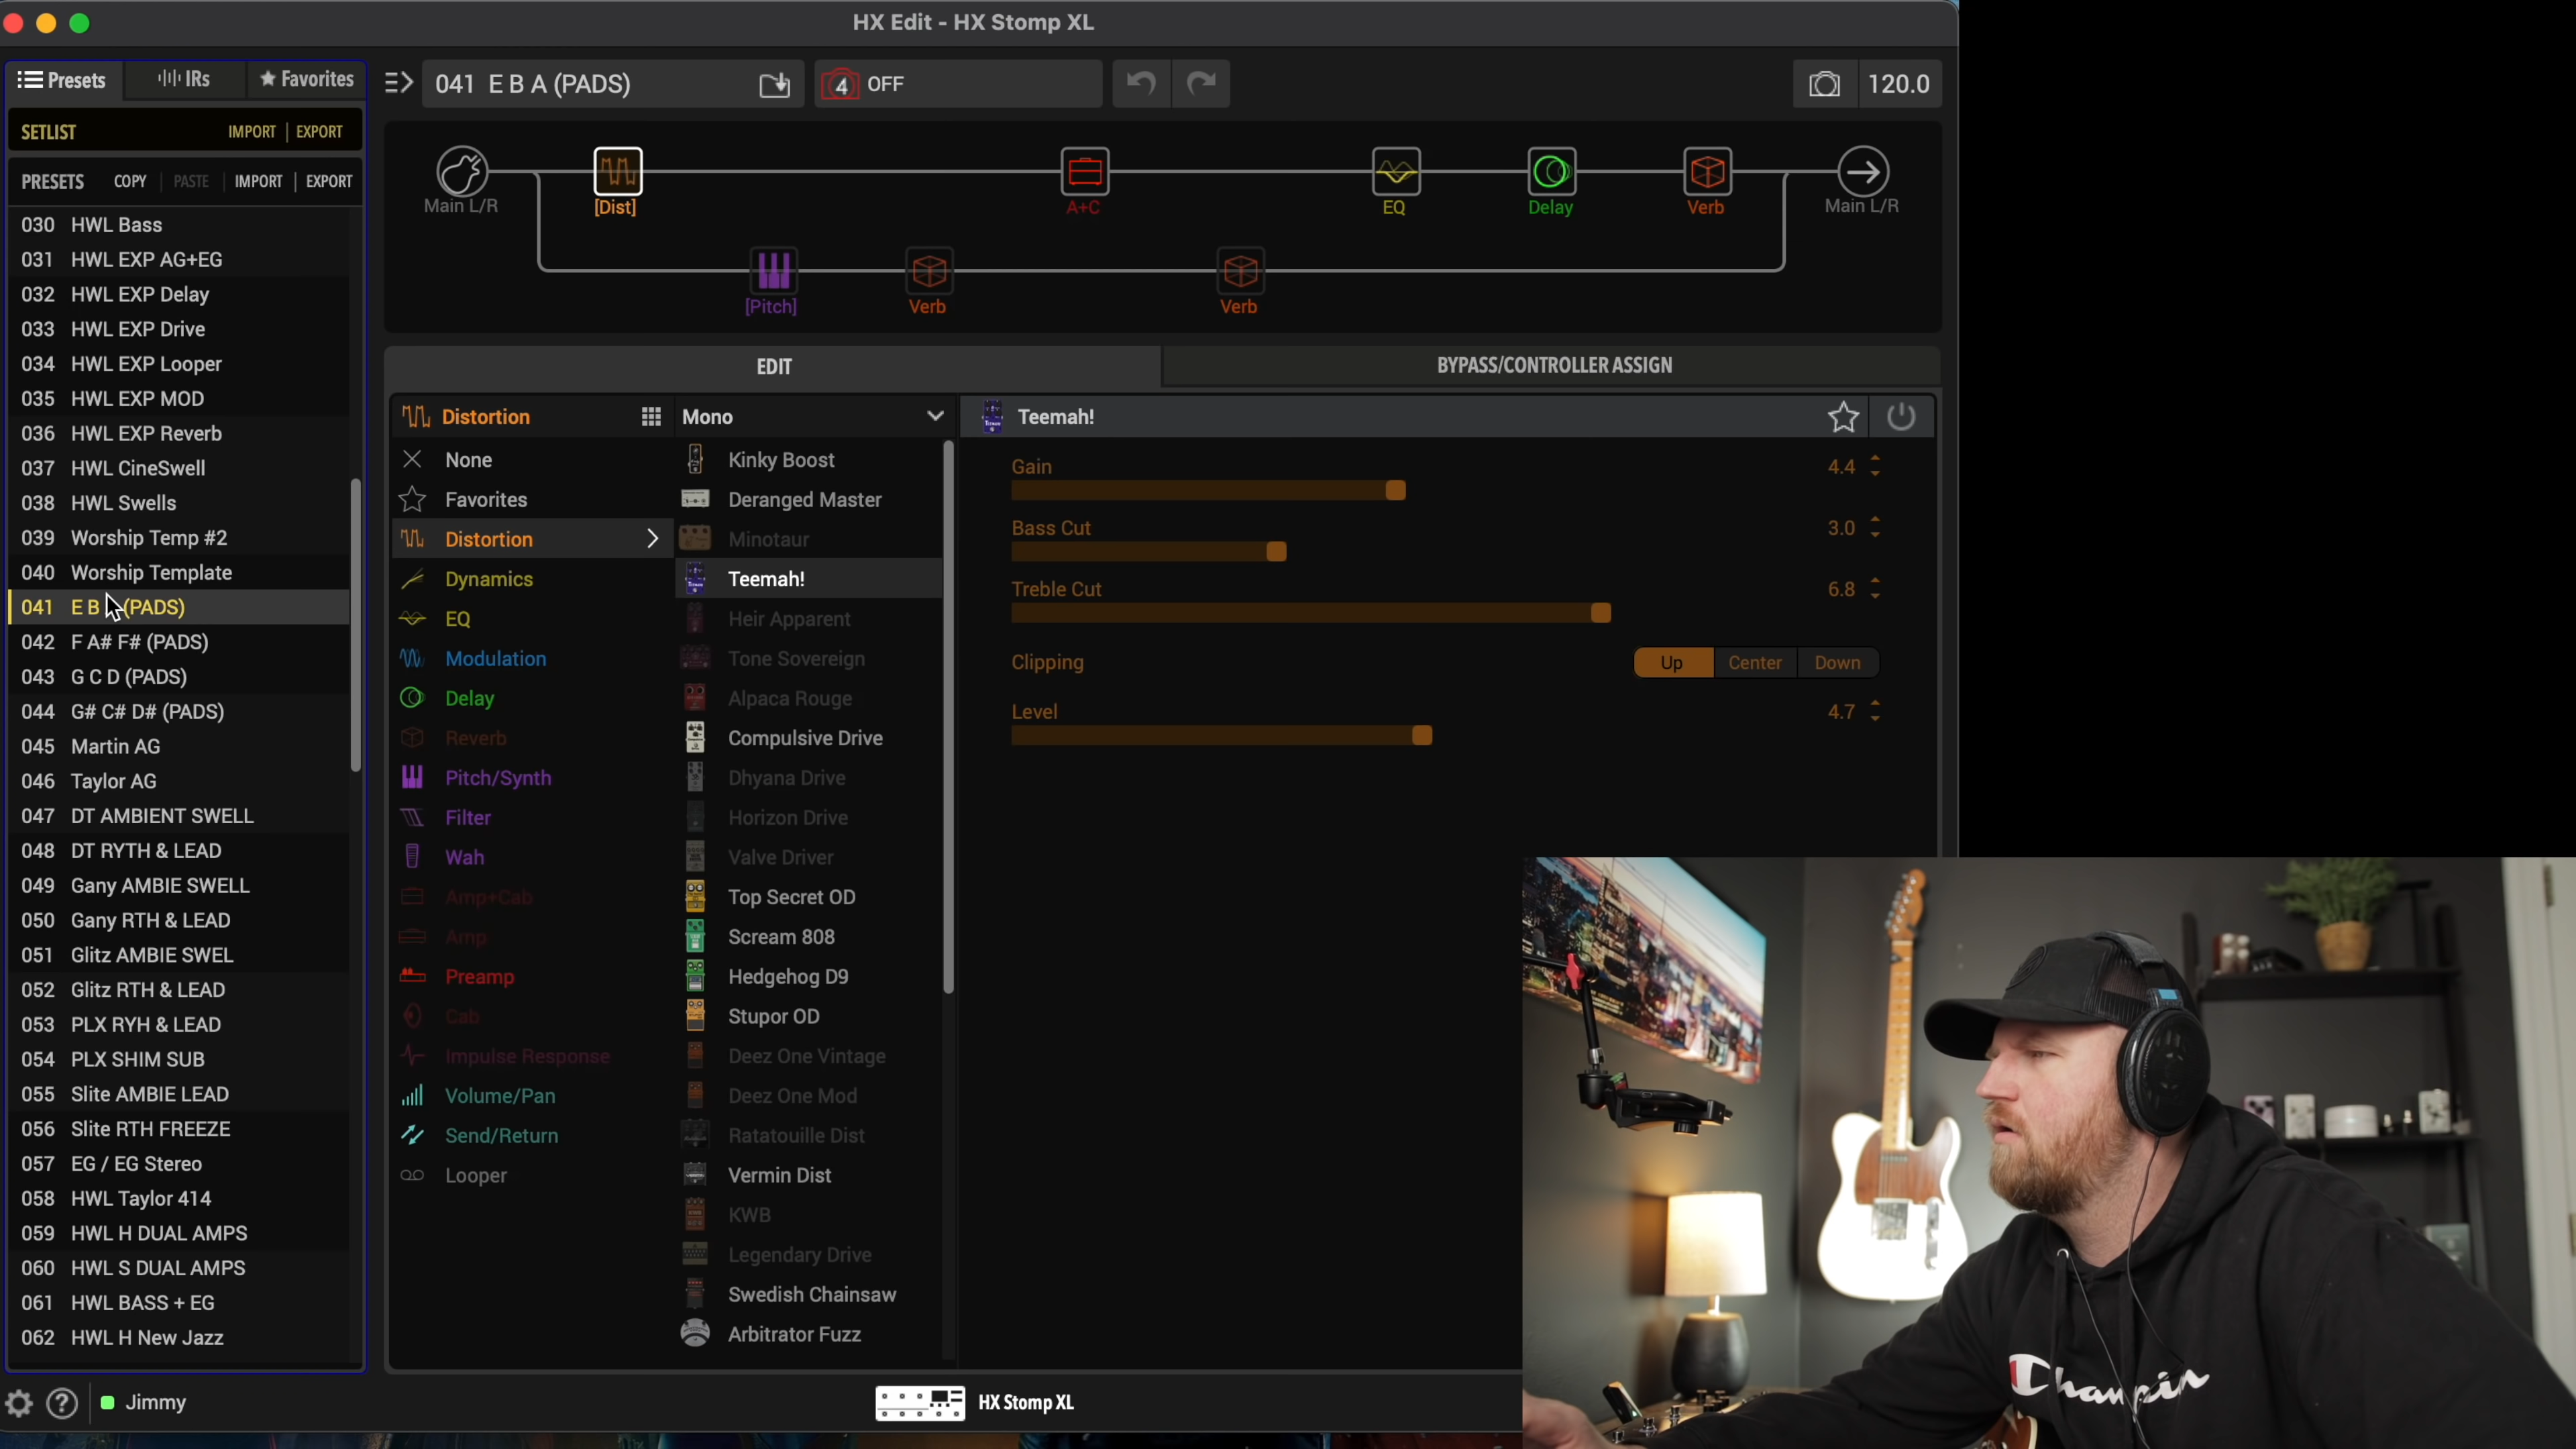 HX Edit - HX Stomp XL
Presets
IRs
Favorites
041 E B A (PADS)
4 OFF
120.0
SETLIST IMPORT | EXPORT
PRESETS COPY | PASTE | IMPORT | EXPORT
030 HWL Bass
031 HWL EXP AG+EG
032 HWL EXP Delay
033 HWL EXP Drive
034 HWL EXP Looper
035 HWL EXP MOD
036 HWL EXP Reverb
037 HWL CineSwell
038 HWL Swells
039 Worship Temp #2
040 Worship Template
041 E B (PADS)
042 F A# F# (PADS)
043 G C D (PADS)
044 G# C# D# (PADS)
045 Martin AG
046 Taylor AG
047 DT AMBIENT SWELL
048 DT RYTH & LEAD
049 Gany AMBIE SWELL
050 Gany RTH & LEAD
051 Glitz AMBIE SWEL
052 Glitz RTH & LEAD
053 PLX RYH & LEAD
054 PLX SHIM SUB
055 Slite AMBIE LEAD
056 Slite RTH FREEZE
057 EG / EG Stereo
058 HWL Taylor 414
059 HWL H DUAL AMPS
060 HWL S DUAL AMPS
061 HWL BASS + EG
062 HWL H New Jazz
Main L/R
[Dist]
A+C
EQ
Delay
Verb
Main L/R
[Pitch]
Verb
Verb
EDIT
BYPASS/CONTROLLER ASSIGN
Distortion
None
Favorites
Distortion
Dynamics
EQ
Modulation
Delay
Reverb
Pitch/Synth
Filter
Wah
Amp+Cab
Amp
Preamp
Cab
Impulse Response
Volume/Pan
Send/Return
Looper
Mono
Kinky Boost
Deranged Master
Minotaur
Teemah!
Heir Apparent
Tone Sovereign
Alpaca Rouge
Compulsive Drive
Dhyana Drive
Horizon Drive
Valve Driver
Top Secret OD
Scream 808
Hedgehog D9
Stupor OD
Deez One Vintage
Deez One Mod
Ratatouille Dist
Vermin Dist
KWB
Legendary Drive
Swedish Chainsaw
Arbitrator Fuzz
Teemah!
Gain 4.4
Bass Cut 3.0
Treble Cut 6.8
Clipping Up Center Down
Level 4.7
Jimmy
HX Stomp XL
Champion